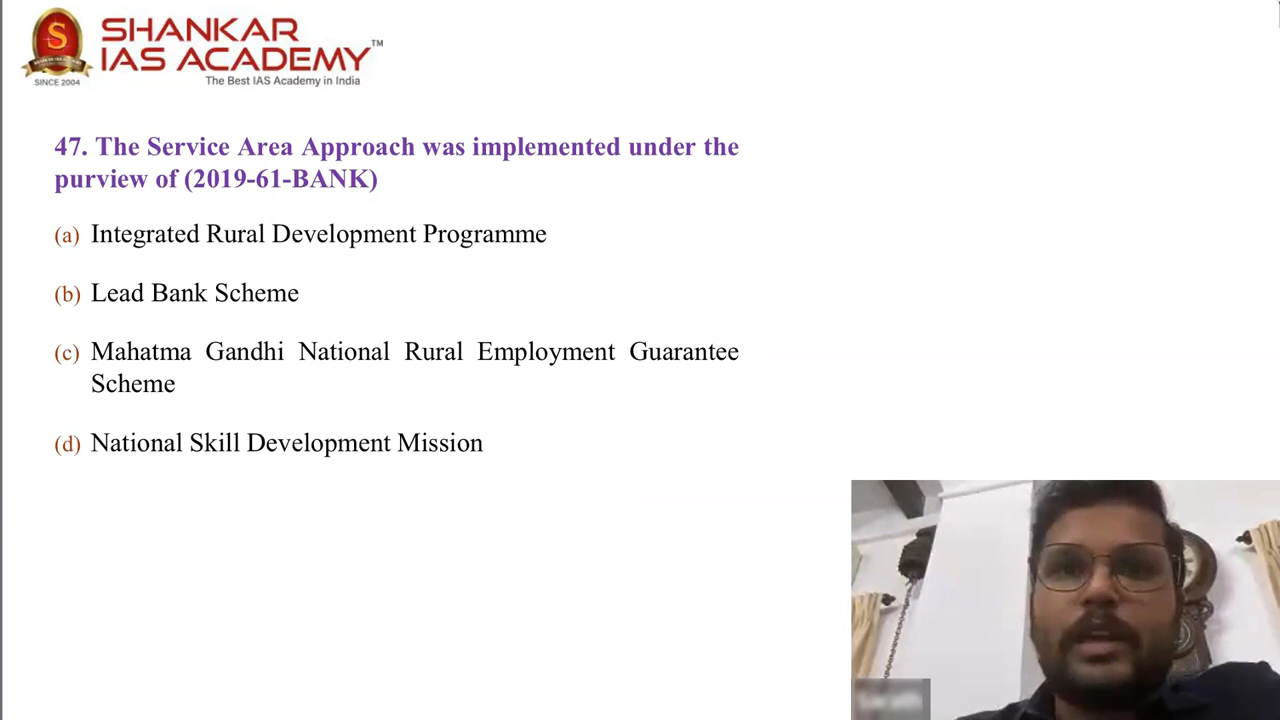 SHANKAR
IAS ACADEMY™
The Best IAS Academy in India
SINCE 2004
47. The Service Area Approach was implemented under the
purview of (2019-61-BANK)
(a) Integrated Rural Development Programme
(b) Lead Bank Scheme
(c) Mahatma Gandhi National Rural Employment Guarantee
Scheme
(d) National Skill Development Mission